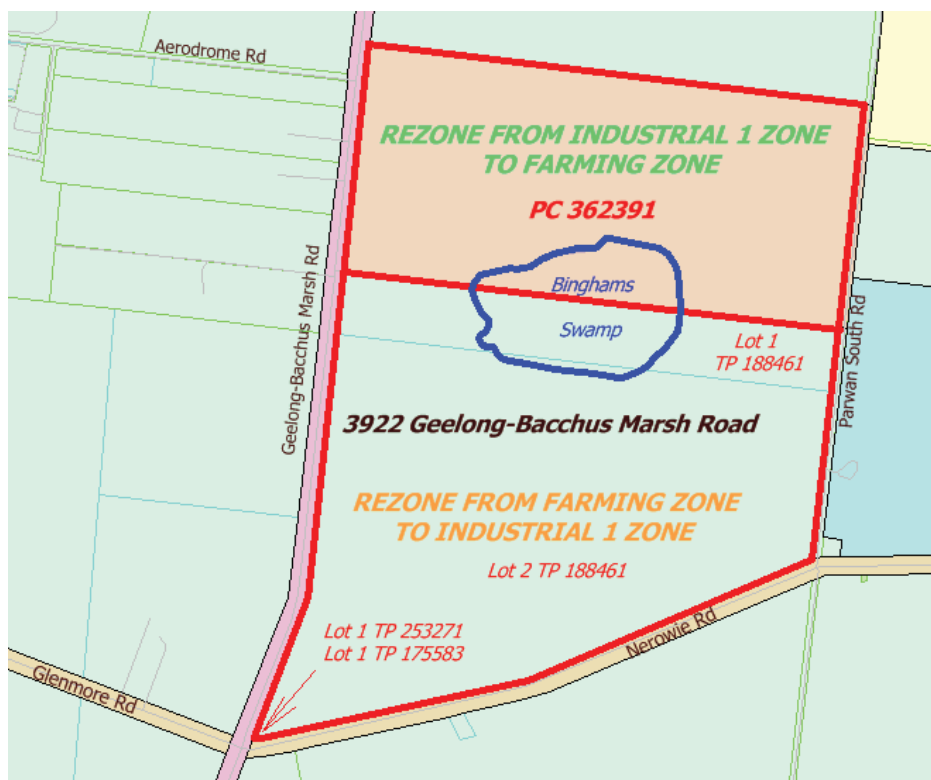 Aerodrome Rd
REZONE FROM INDUSTRIAL 1 ZONE
TO FARMING ZONE
PC 362391
Geelong-Bacchus Marsh Rd
Binghams
Swamp
Lot 1
TP 188461
Parwan South Rd
3922 Geelong-Bacchus Marsh Road
REZONE FROM FARMING ZONE
TO INDUSTRIAL 1 ZONE
Lot 2 TP 188461
Lot 1 TP 253271
Lot 1 TP 175583
Nerowie Rd
Glenmore Rd